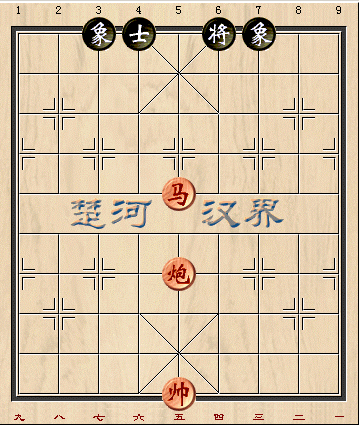 1 2 3 4 5 6 7 8 9
象 士 将 象
马
楚河 汉界
炮
帅
九 八 七 六 五 四 三 二 一